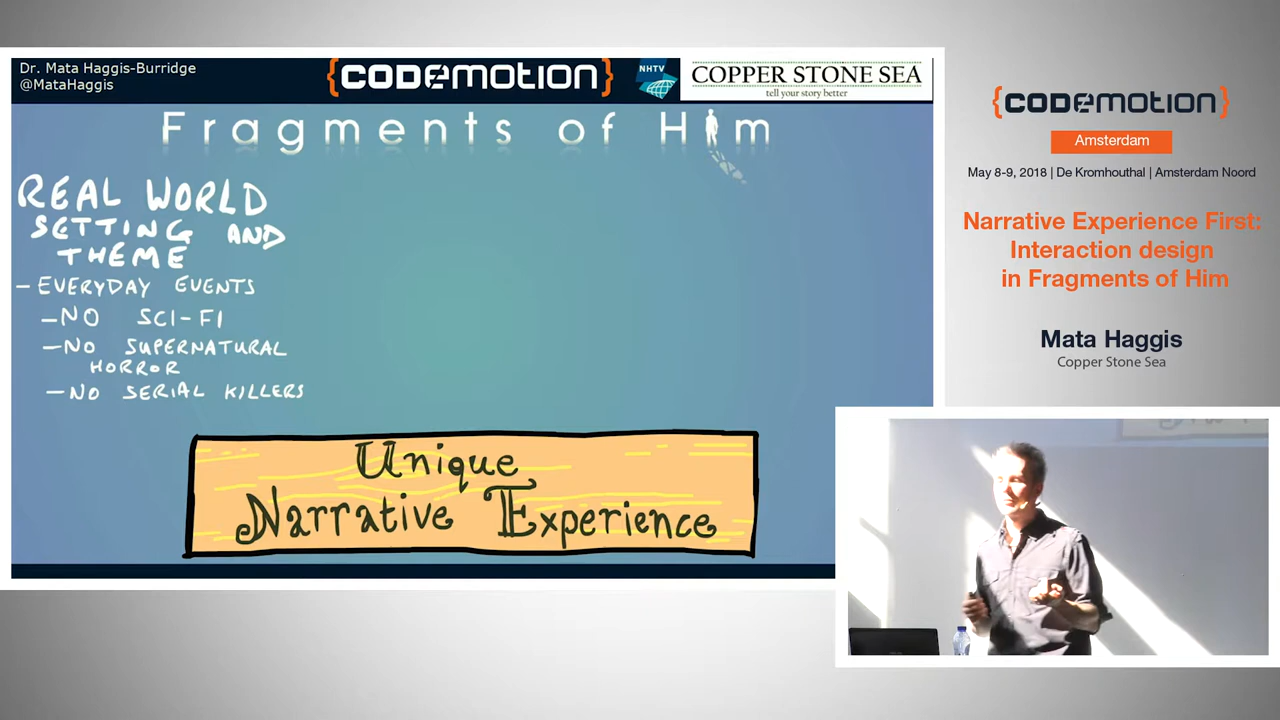 Dr. Mata Haggis-Burridge
@MataHaggis
{CODEMOTION}
NHTV
COPPER STONE SEA
tell your story better
Fragments of Him
REAL WORLD
SETTING AND
THEME
- EVERYDAY EVENTS
- NO SCI-FI
- NO SUPERNATURAL
HORROR
- NO SERIAL KILLERS
Unique
Narrative Experience
{CODEMOTION}
Amsterdam
May 8-9, 2018 | De Kromhouthal | Amsterdam Noord
Narrative Experience First:
Interaction design
in Fragments of Him
Mata Haggis
Copper Stone Sea